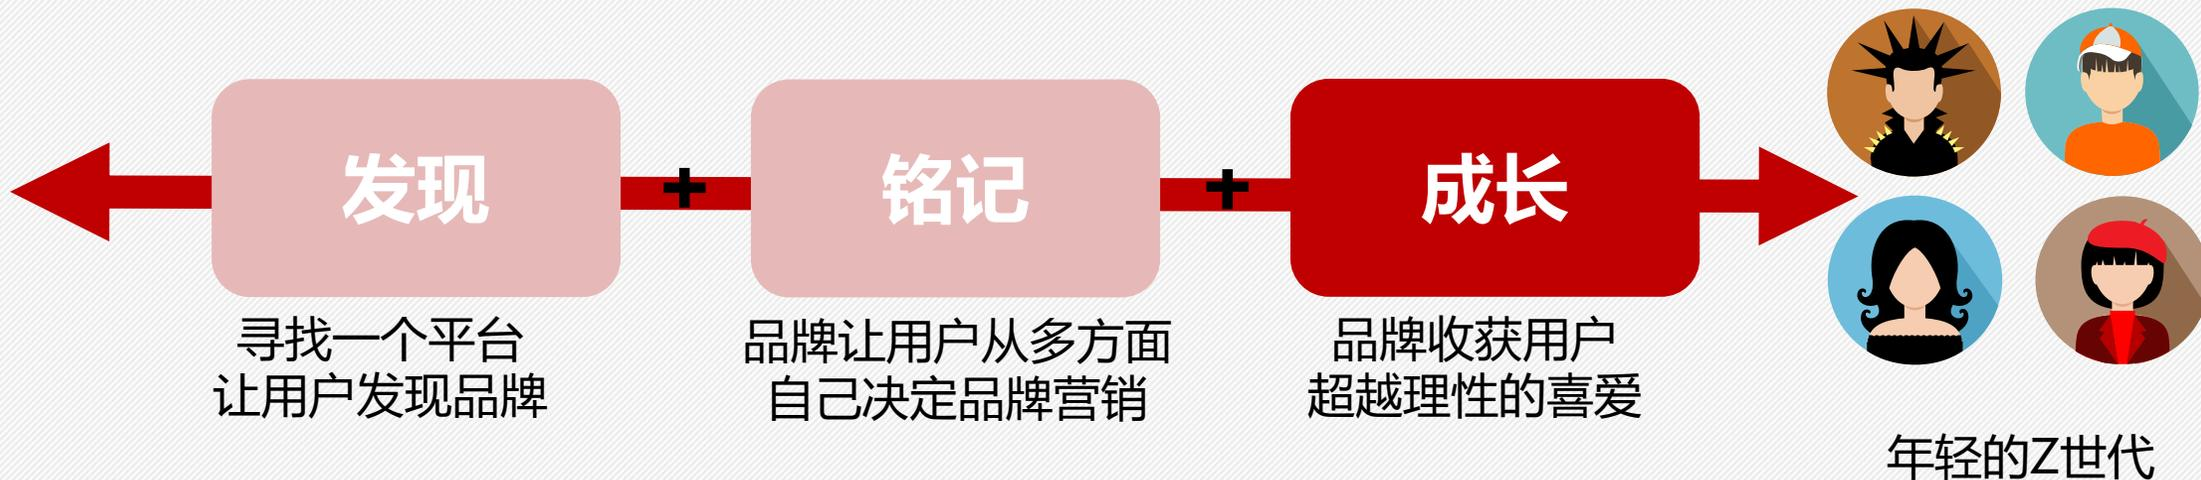 发现
+
铭记
+
成长
寻找一个平台
让用户发现品牌
品牌让用户从多方面
自己决定品牌营销
品牌收获用户
超越理性的喜爱
年轻的Z世代